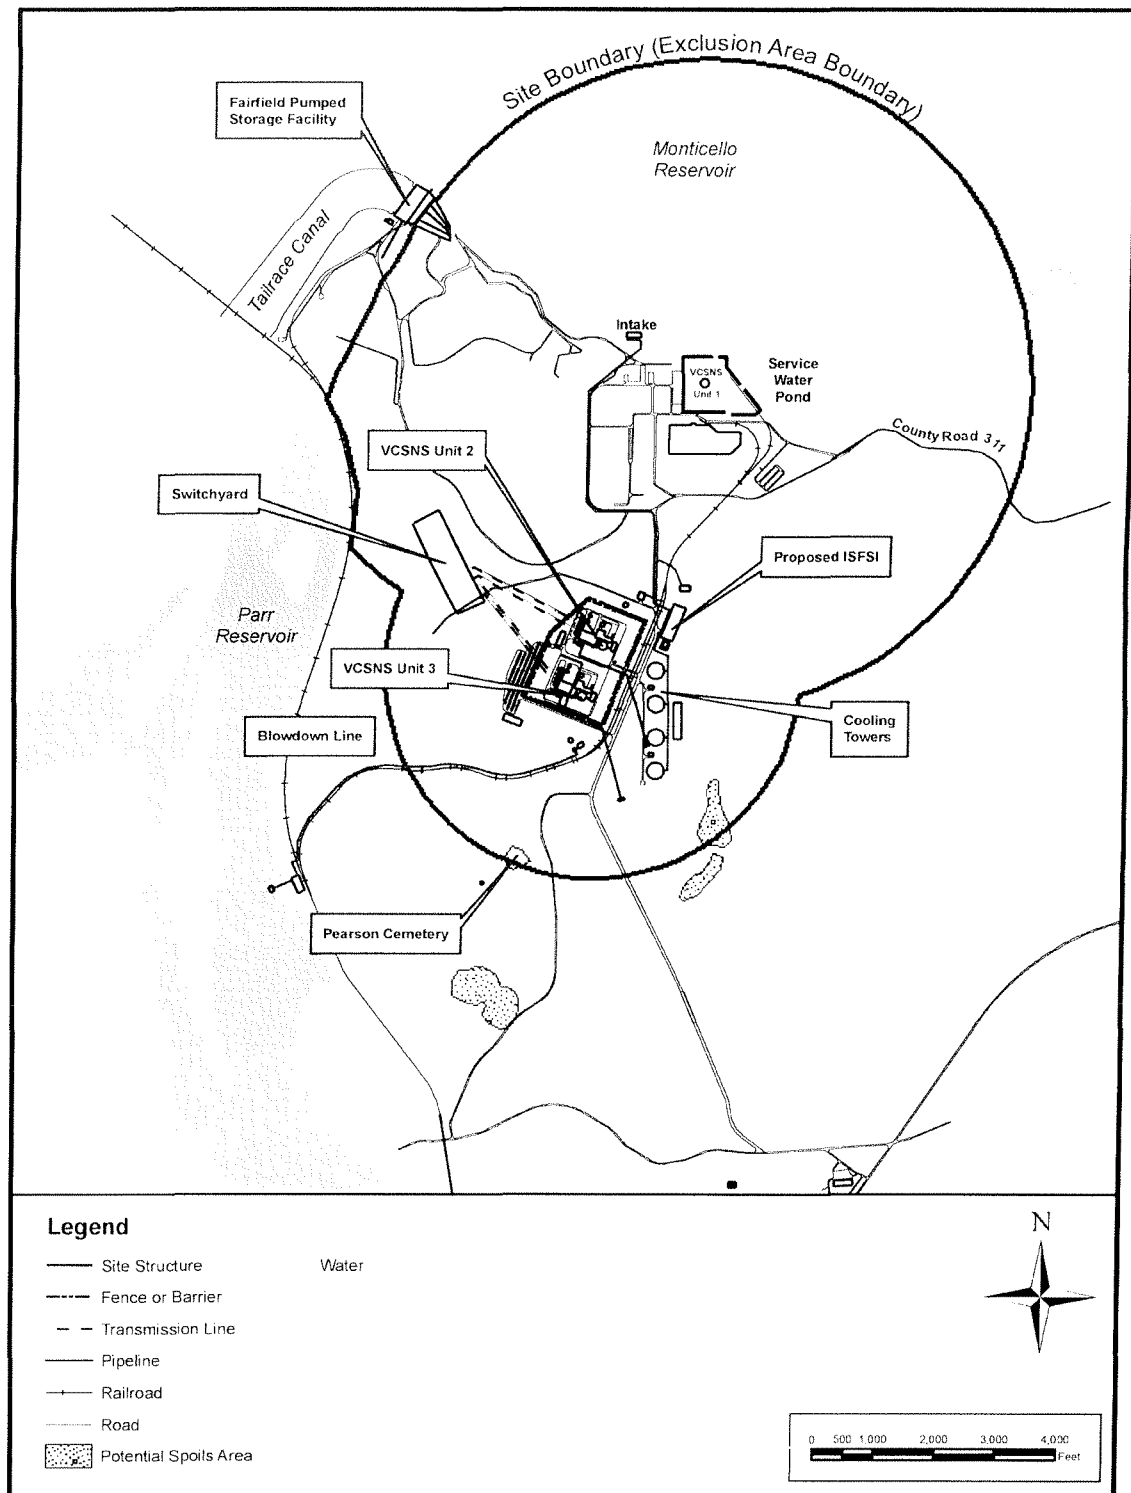 Site Boundary (Exclusion Area Boundary)
Fairfield Pumped
Storage Facility
Monticello
Reservoir
Tailrace Canal
Intake
VCSNS
Unit 1
Service
Water
Pond
County Road 311
VCSNS Unit 2
Switchyard
Proposed ISFSI
Parr
Reservoir
VCSNS Unit 3
Blowdown Line
Cooling
Towers
Pearson Cemetery
Legend
Site Structure
Water
Fence or Barrier
Transmission Line
Pipeline
Railroad
Road
Potential Spoils Area
N
0 500 1,000 2,000 3,000 4,000
Feet